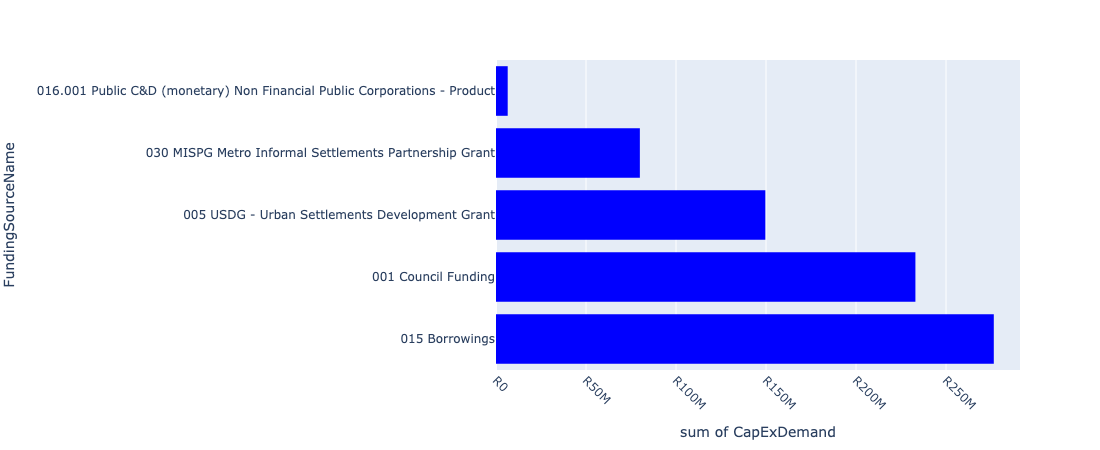 016.001 Public C&D (monetary) Non Financial Public Corporations - Product
030 MISPG Metro Informal Settlements Partnership Grant
005 USDG - Urban Settlements Development Grant
001 Council Funding
015 Borrowings
FundingSourceName
R0
R50M
R100M
R150M
R200M
R250M
sum of CapExDemand